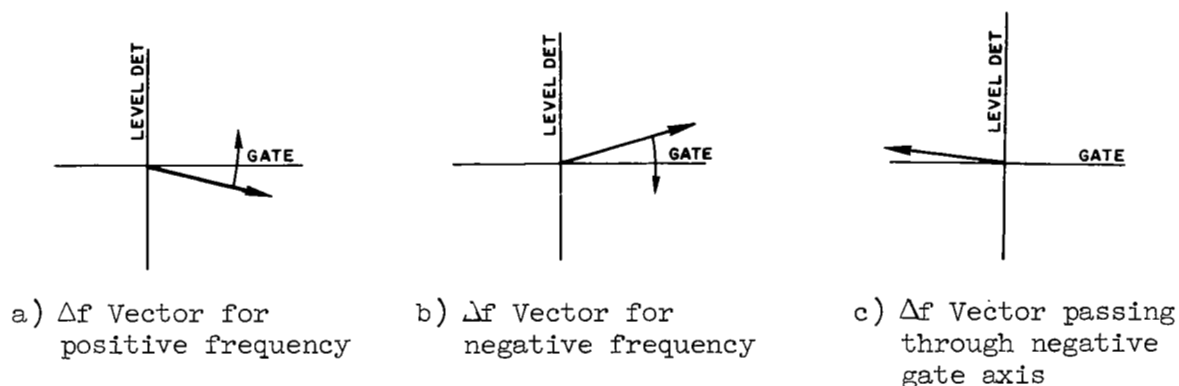 LEVEL DET
GATE
LEVEL DET
GATE
LEVEL DET
GATE
a) Δf Vector for
positive frequency
b) Δf Vector for
negative frequency
c) Δf Vector passing
through negative
gate axis